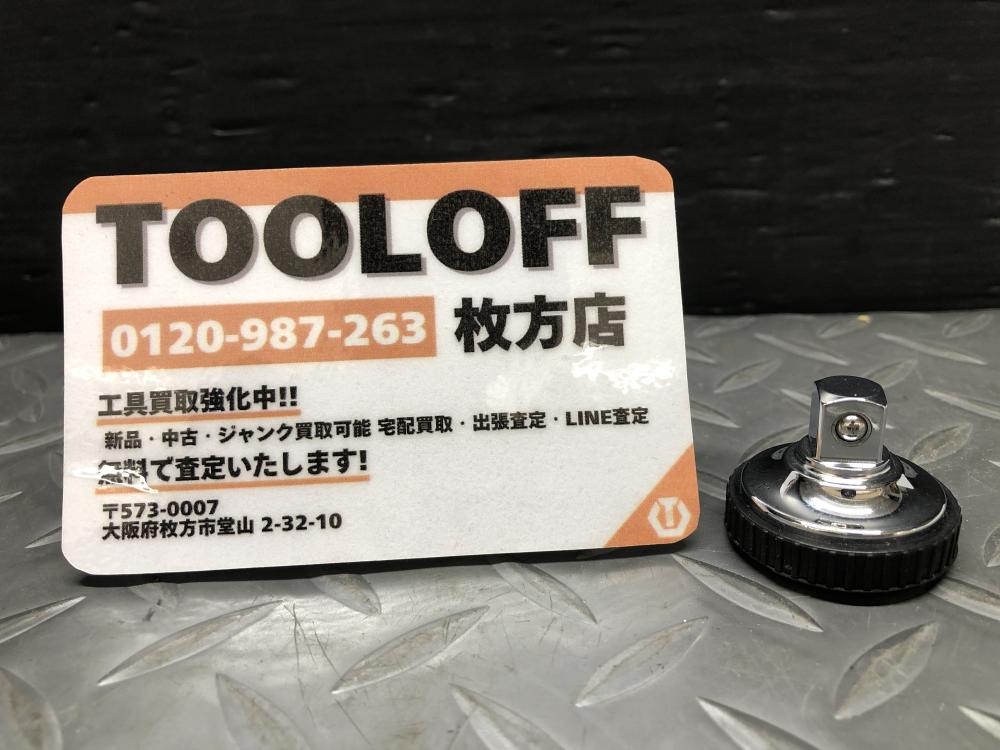 TOOLOFF
0120-987-263 枚方店
工具買取強化中!!
新品・中古・ジャンク買取可能 宅配買取・出張査定・LINE査定
無料で査定いたします!
〒573-0007
大阪府枚方市堂山 2-32-10